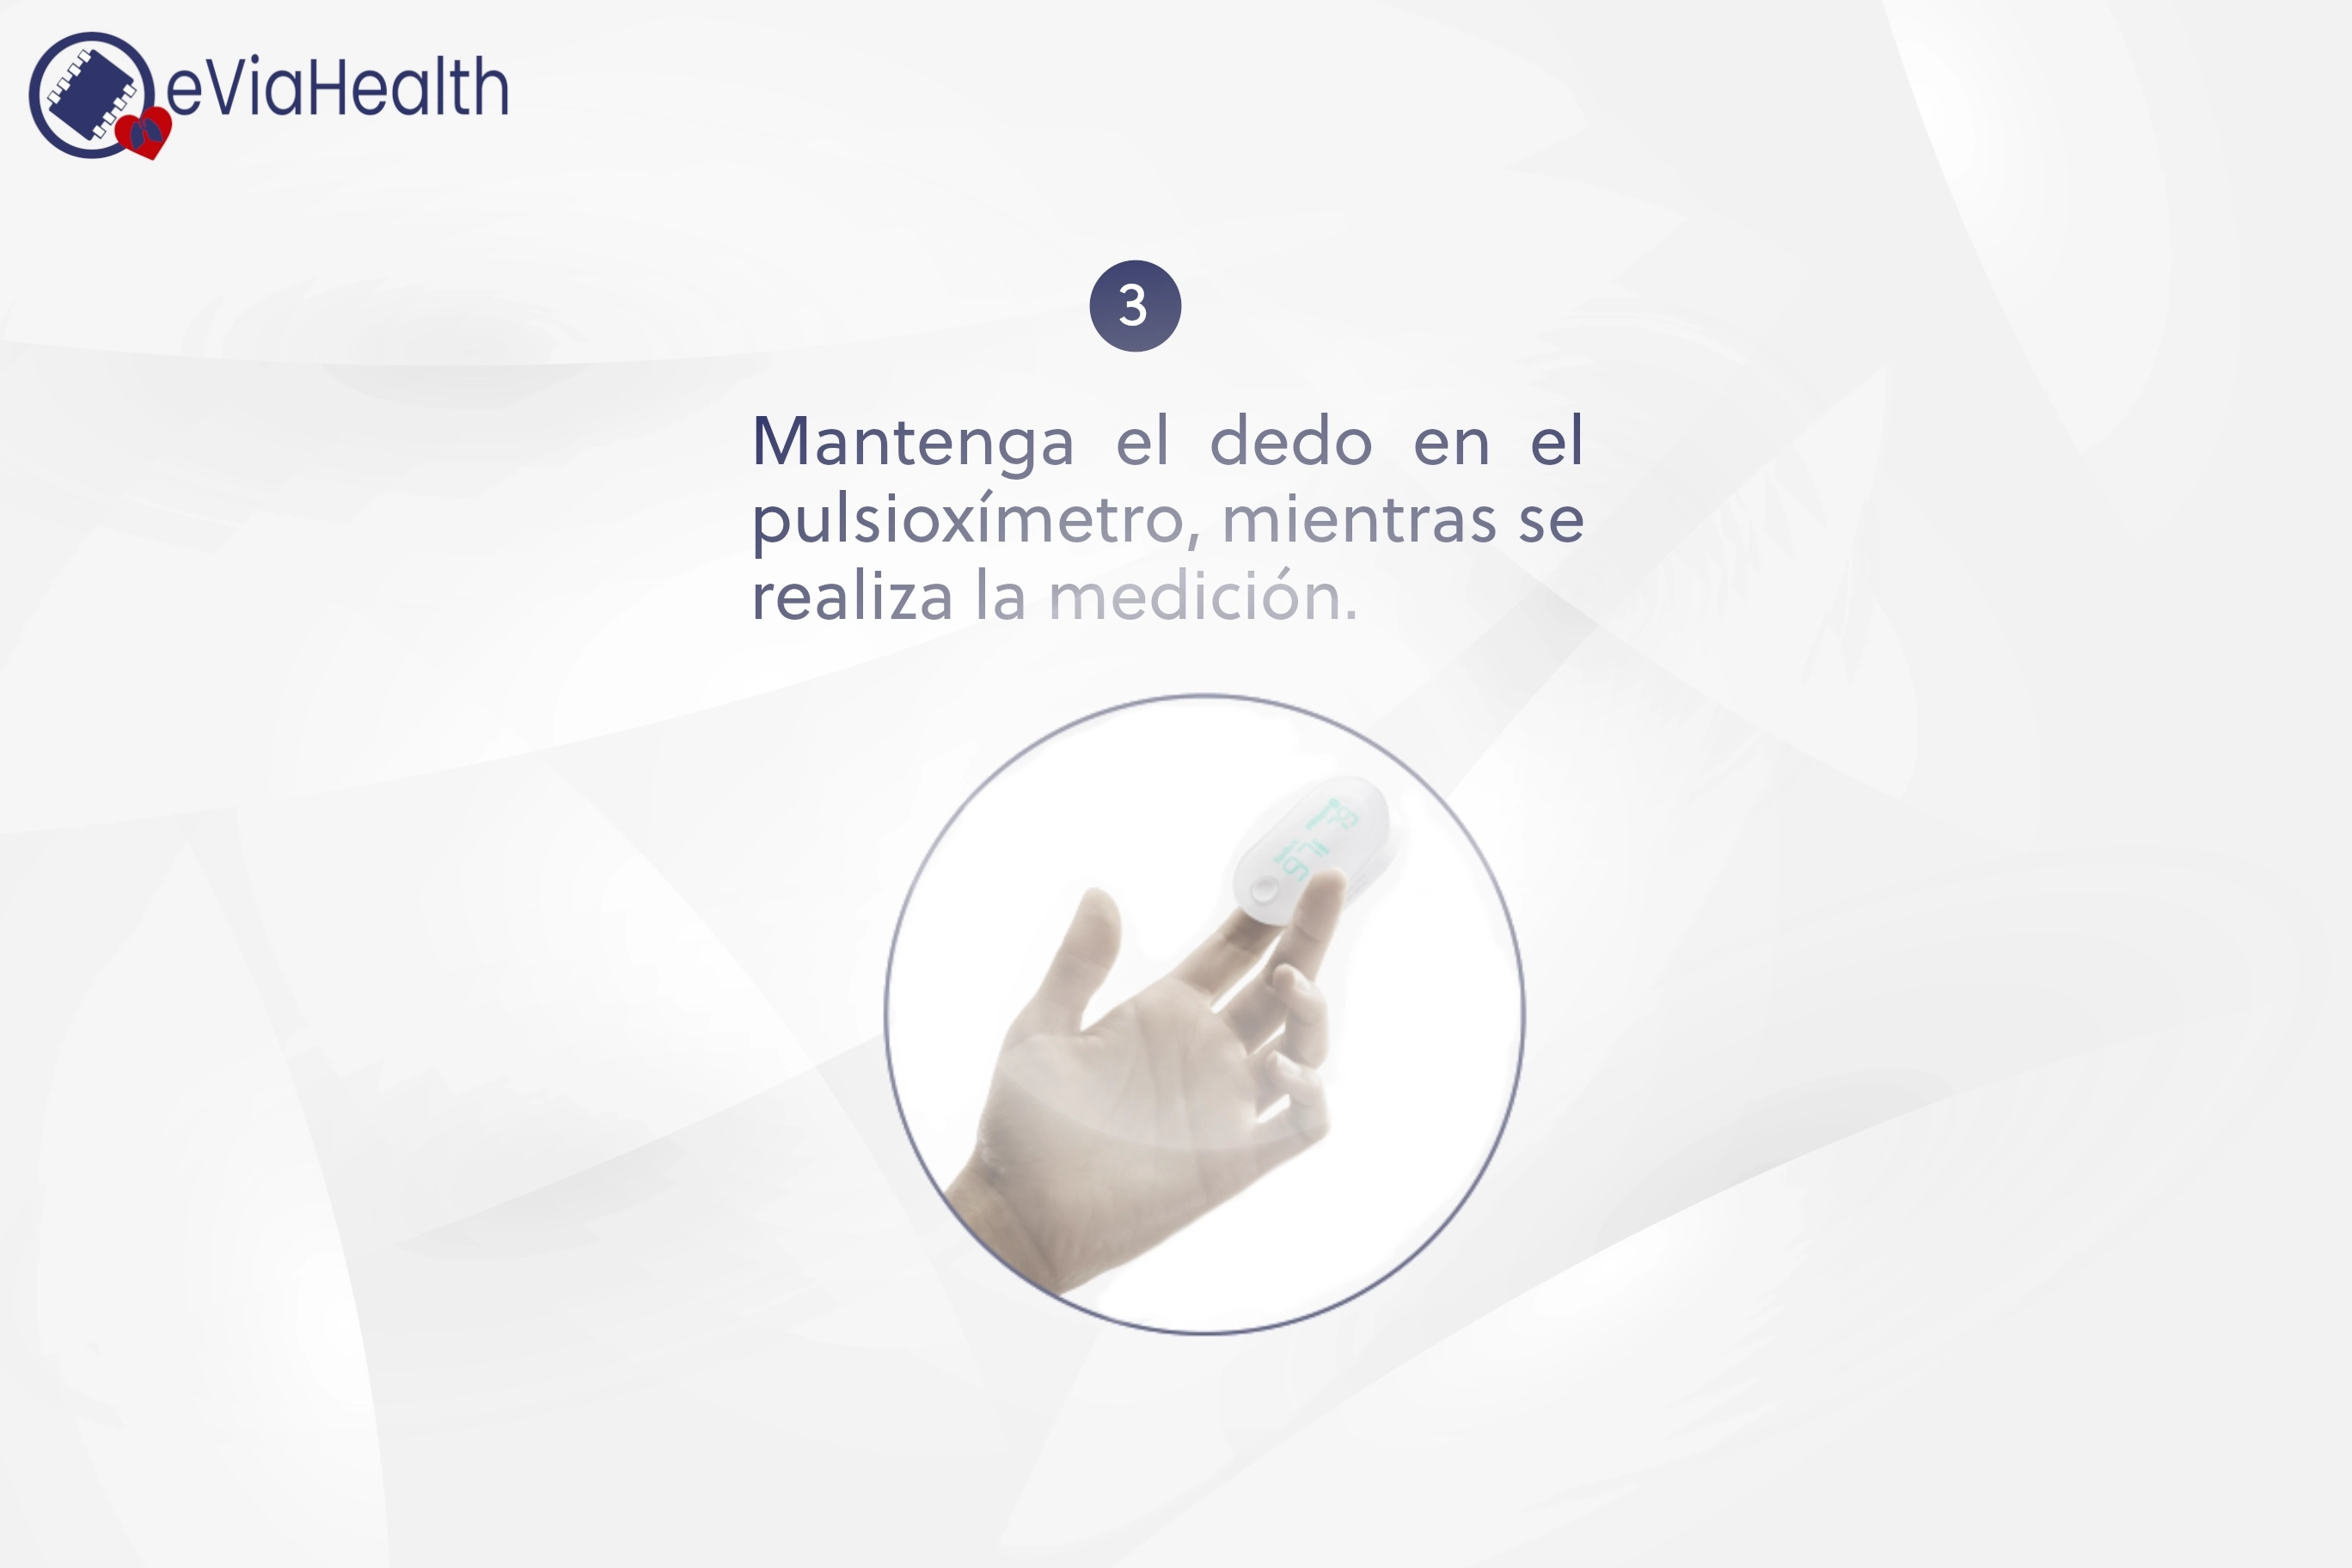 eViaHealth
3
Mantenga el dedo en el
pulsioxímetro, mientras se
realiza la medición.